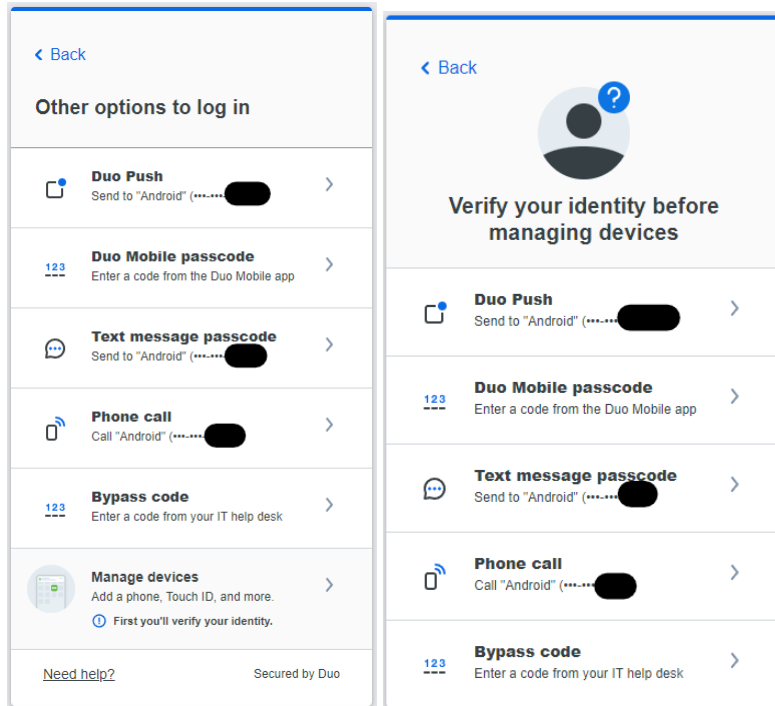 Back
Other options to log in
Duo Push
Send to "Android" (•••-•••-
123
Duo Mobile passcode
Enter a code from the Duo Mobile app
Text message passcode
Send to "Android" (•••-•••-
Phone call
Call "Android" (•••-•••-
123
Bypass code
Enter a code from your IT help desk
Manage devices
Add a phone, Touch ID, and more.
First you'll verify your identity.
Need help?
Secured by Duo
Back
?
Verify your identity before
managing devices
Duo Push
Send to "Android" (•••-•••
123
Duo Mobile passcode
Enter a code from the Duo Mobile app
Text message passcode
Send to "Android" (•••-•••
Phone call
Call "Android" (•••-•••
123
Bypass code
Enter a code from your IT help desk